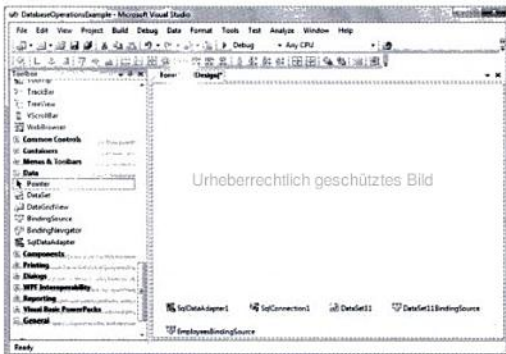 DatabaseOperationsExample - Microsoft Visual Studio
File Edit View Project Build Debug Data Format Tools Test Analyze Window Help
Debug Any CPU
Toolbox
[Design]*
TrackBar
TreeView
VScrollBar
WebBrowser
Common Controls
Containers
Menus & Toolbars
Data
Pointer
DataSet
DataGridView
BindingSource
BindingNavigator
SqlDataAdapter
Components
Printing
Dialogs
WPF Interoperability
Reporting
Visual Basic PowerPacks
General
Urheberrechtlich geschütztes Bild
SqlDataAdapter1 SqlConnection1 DataSet11 DataSet11BindingSource
EmployeesBindingSource
Ready